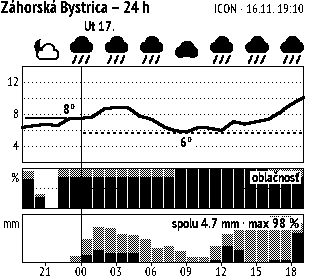 Záhorská Bystrica – 24 h ICON · 16.11. 19:10
Ut 17.
12
8
4
8°
6°
%
oblačnosť
mm
spolu 4.7 mm · max 98 %
21 00 03 06 09 12 15 18